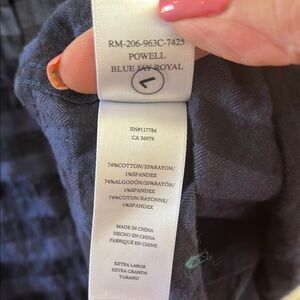 RM-206-963C-7425
POWELL
BLUE JAY ROYAL
L
RN#117784
CA 36979
74%COTTON/25%RAYON/
1%SPANDEX
74%ALGODÓN/25%RAYON/
1%SPANDEX
74%COTON/RAYONNE/
1%SPANDEX
MADE IN CHINA
HECHO EN CHINA
FABRIQUÉ EN CHINE
EXTRA LARGE
EXTRA GRANDE
TGRAND